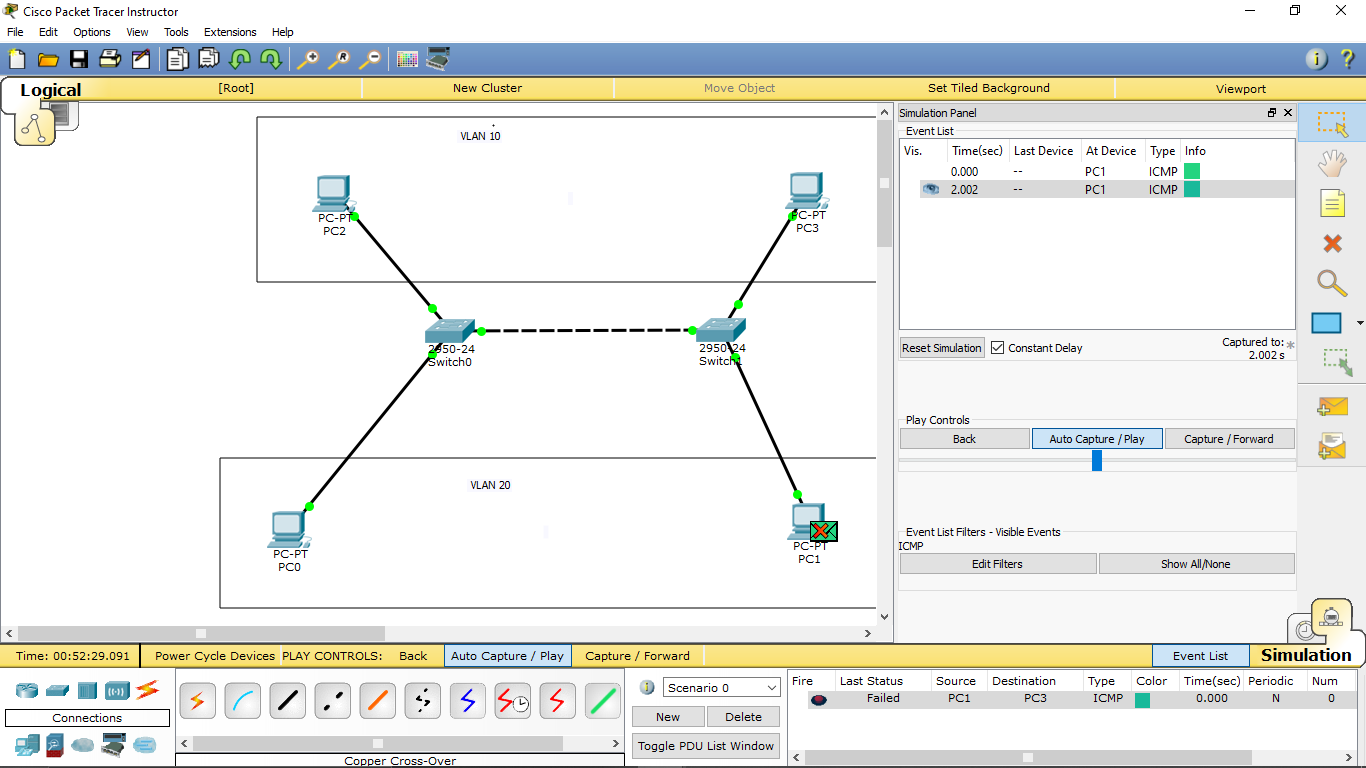 Cisco Packet Tracer Instructor
File Edit Options View Tools Extensions Help
Logical [Root] New Cluster Move Object Set Tiled Background Viewport
VLAN 10
PC-PT
PC2
PC-PT
PC3
2950-24
Switch0
2950-24
Switch1
VLAN 20
PC-PT
PC0
PC-PT
PC1
Simulation Panel
Event List
Vis. Time(sec) Last Device At Device Type Info
0.000 -- PC1 ICMP
2.002 -- PC1 ICMP
Reset Simulation Constant Delay Captured to:
2.002 s
Play Controls
Back Auto Capture / Play Capture / Forward
Event List Filters - Visible Events
ICMP
Edit Filters Show All/None
Time: 00:52:29.091 Power Cycle Devices PLAY CONTROLS: Back Auto Capture / Play Capture / Forward Event List Simulation
Connections
Copper Cross-Over
Scenario 0
New Delete
Toggle PDU List Window
Fire Last Status Source Destination Type Color Time(sec) Periodic Num
Failed PC1 PC3 ICMP 0.000 N 0